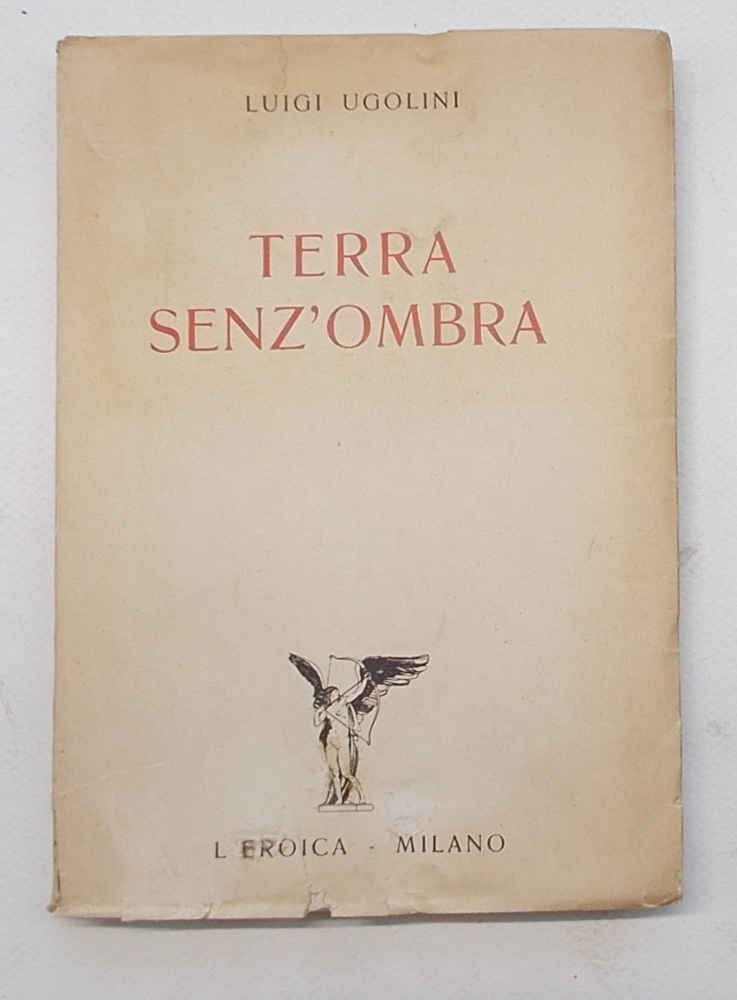 LUIGI UGOLINI
TERRA
SENZ'OMBRA
L EROICA - MILANO